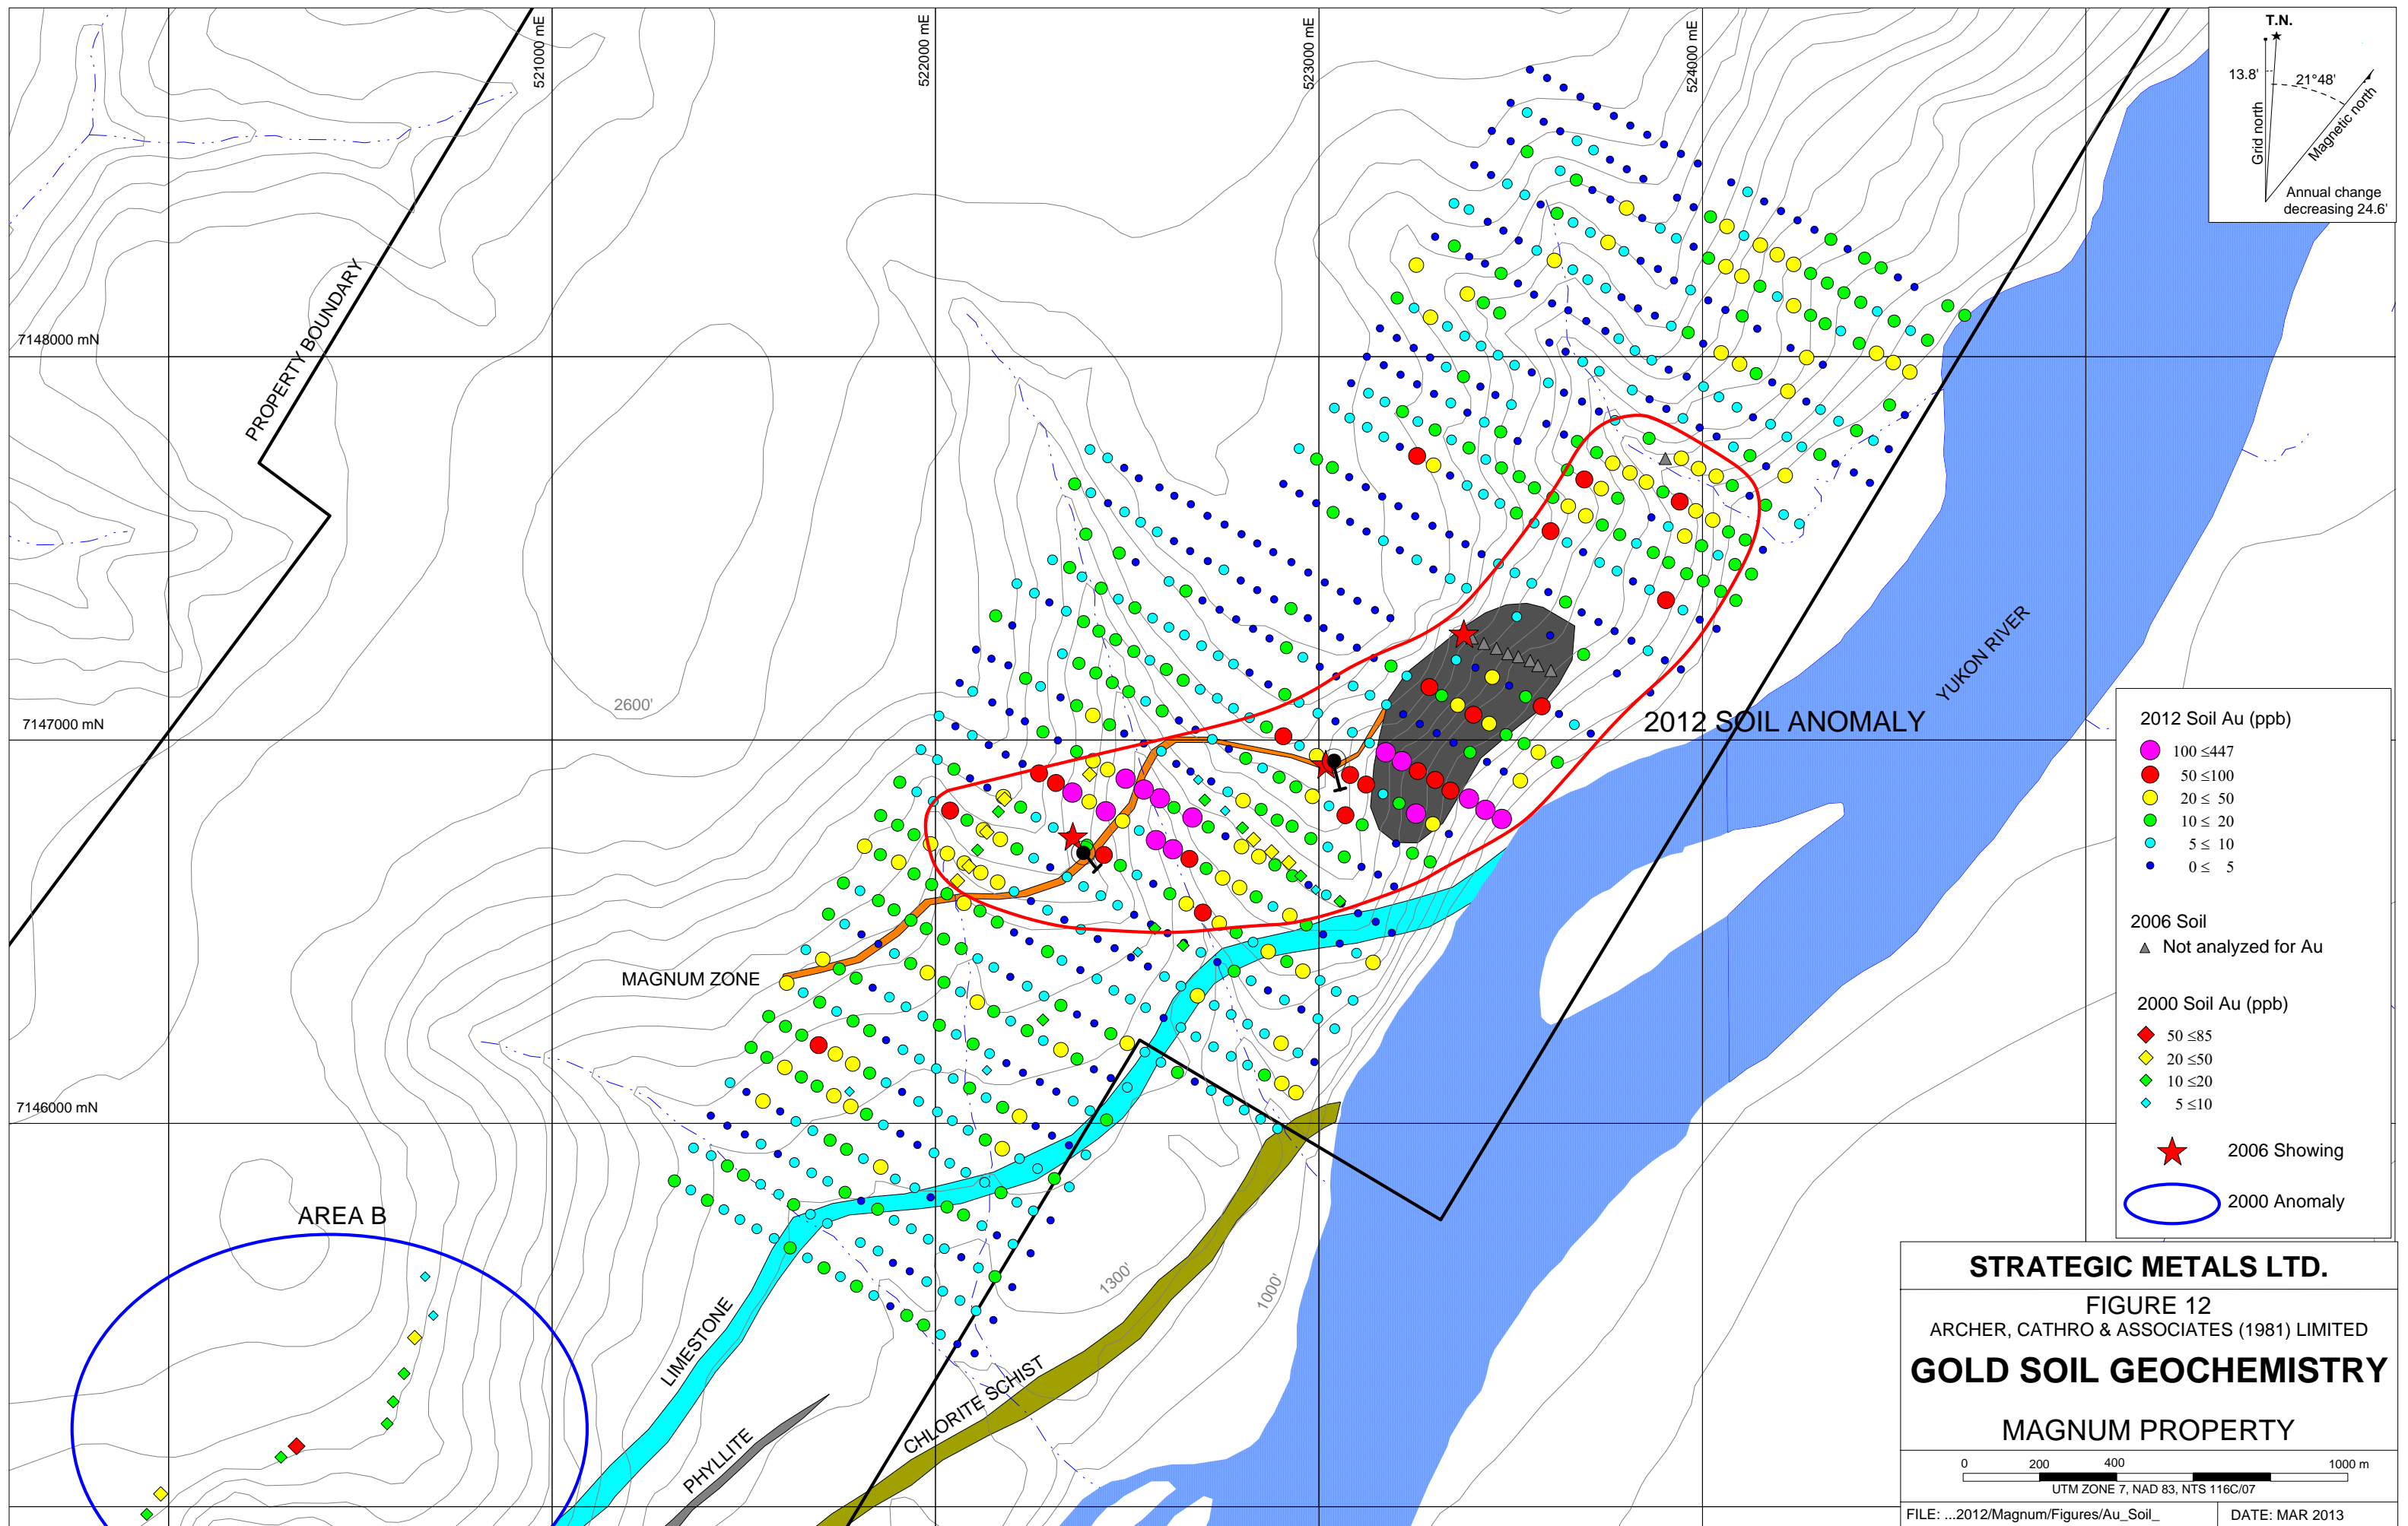 521000 mE
522000 mE
523000 mE
524000 mE
T.N.
13.8'
21°48'
Grid north
Magnetic north
Annual change
decreasing 24.6'
PROPERTY BOUNDARY
7148000 mN
2600'
7147000 mN
2012 SOIL ANOMALY
YUKON RIVER
MAGNUM ZONE
7146000 mN
AREA B
LIMESTONE
PHYLLITE
CHLORITE SCHIST
1300'
1000'
2012 Soil Au (ppb)
100 ≤447
50 ≤100
20 ≤ 50
10 ≤ 20
5 ≤ 10
0 ≤ 5
2006 Soil
Not analyzed for Au
2000 Soil Au (ppb)
50 ≤85
20 ≤50
10 ≤20
5 ≤10
2006 Showing
2000 Anomaly
STRATEGIC METALS LTD.
FIGURE 12
ARCHER, CATHRO & ASSOCIATES (1981) LIMITED
GOLD SOIL GEOCHEMISTRY
MAGNUM PROPERTY
0 200 400 1000 m
UTM ZONE 7, NAD 83, NTS 116C/07
FILE: ...2012/Magnum/Figures/Au_Soil_
DATE: MAR 2013